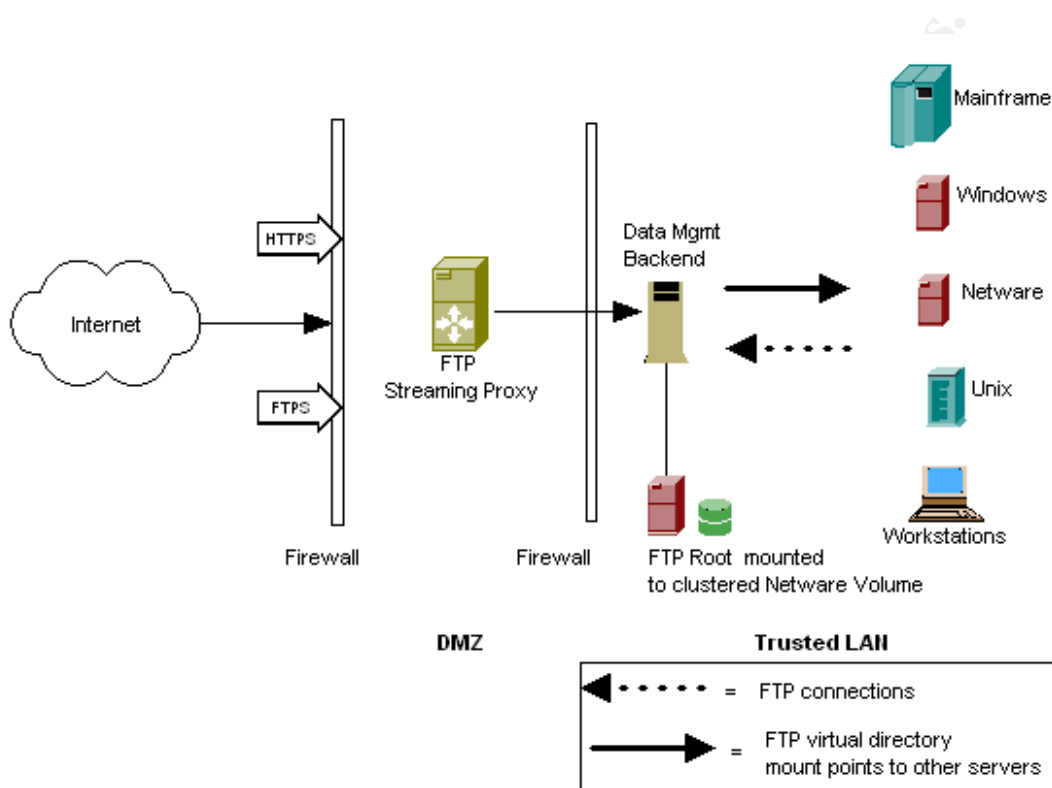 Mainframe
Windows
HTTPS
Data Mgmt
Backend
Netware
Internet
FTP
Streaming Proxy
Unix
FTPS
Workstations
Firewall
Firewall
FTP Root mounted
to clustered Netware Volume
DMZ
Trusted LAN
= FTP connections
= FTP virtual directory
mount points to other servers